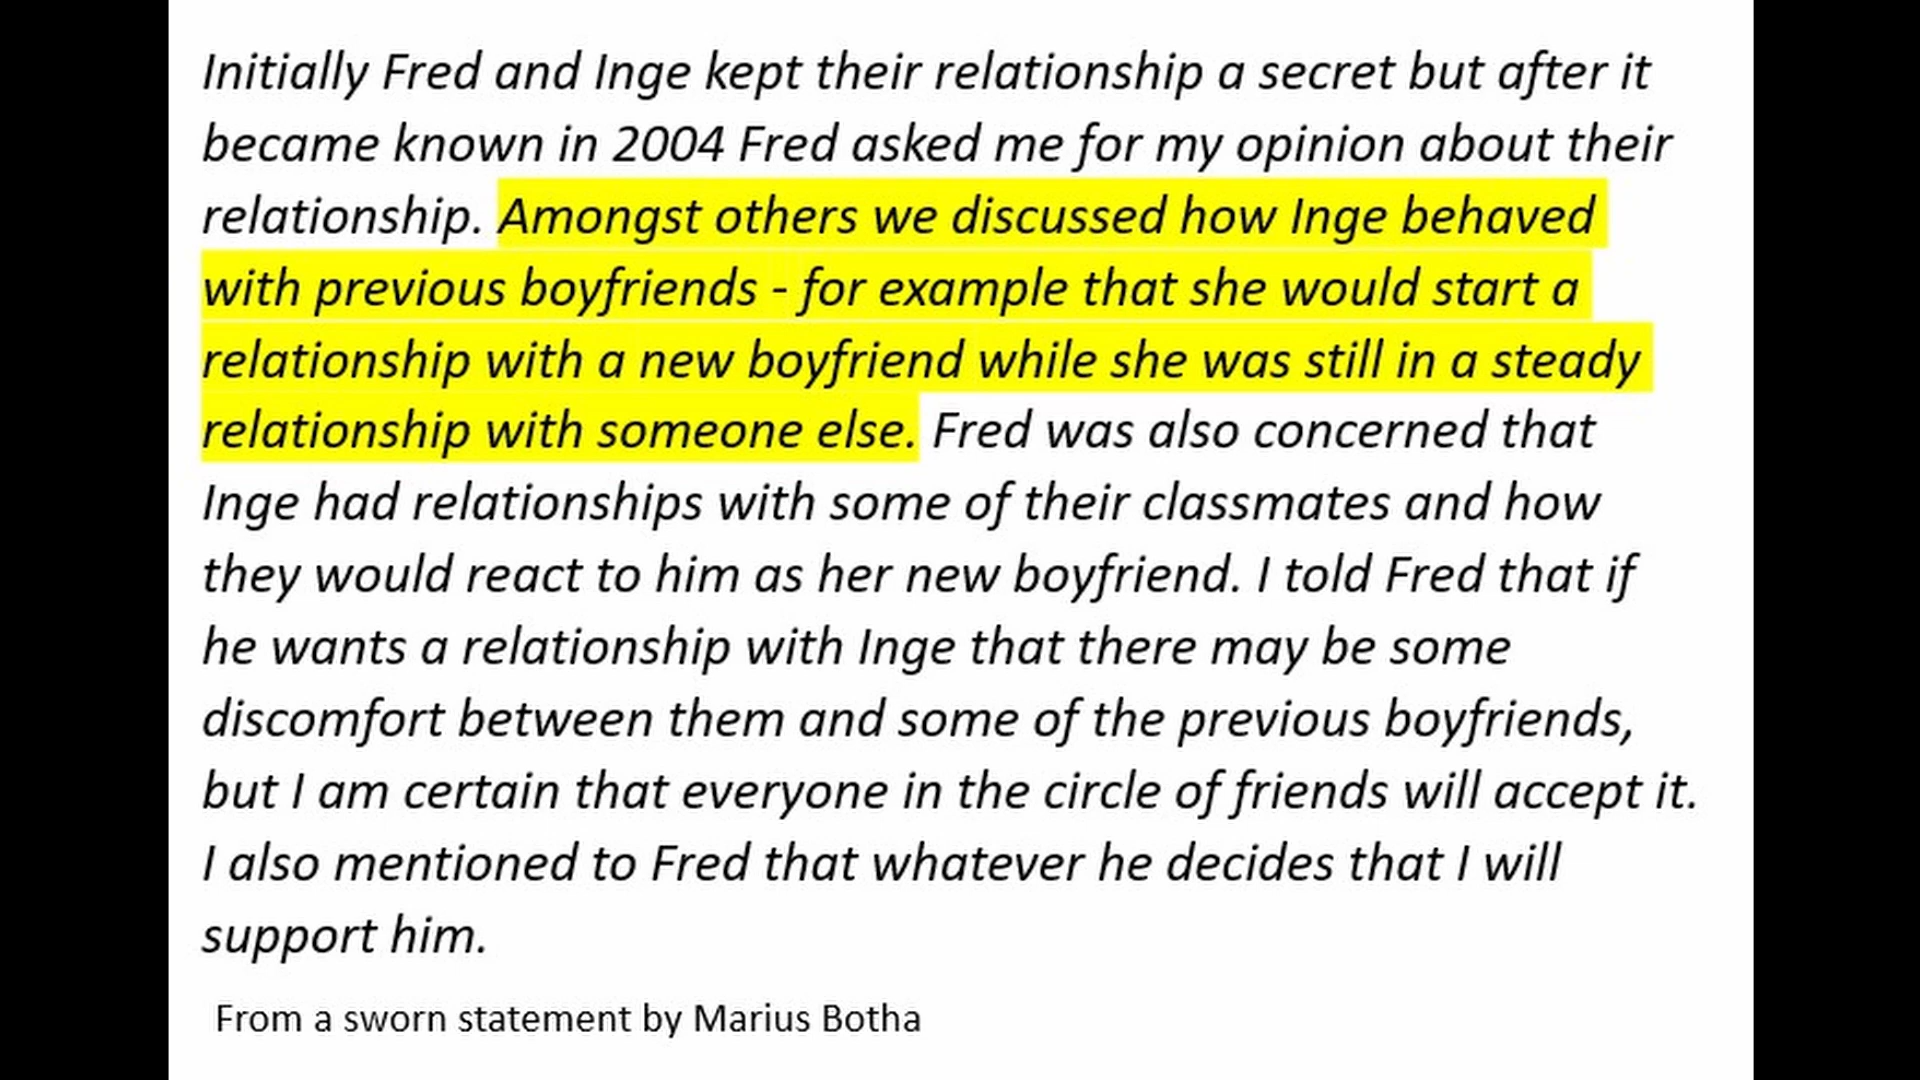 Initially Fred and Inge kept their relationship a secret but after it
became known in 2004 Fred asked me for my opinion about their
relationship. Amongst others we discussed how Inge behaved
with previous boyfriends - for example that she would start a
relationship with a new boyfriend while she was still in a steady
relationship with someone else. Fred was also concerned that
Inge had relationships with some of their classmates and how
they would react to him as her new boyfriend. I told Fred that if
he wants a relationship with Inge that there may be some
discomfort between them and some of the previous boyfriends,
but I am certain that everyone in the circle of friends will accept it.
I also mentioned to Fred that whatever he decides that I will
support him.
From a sworn statement by Marius Botha